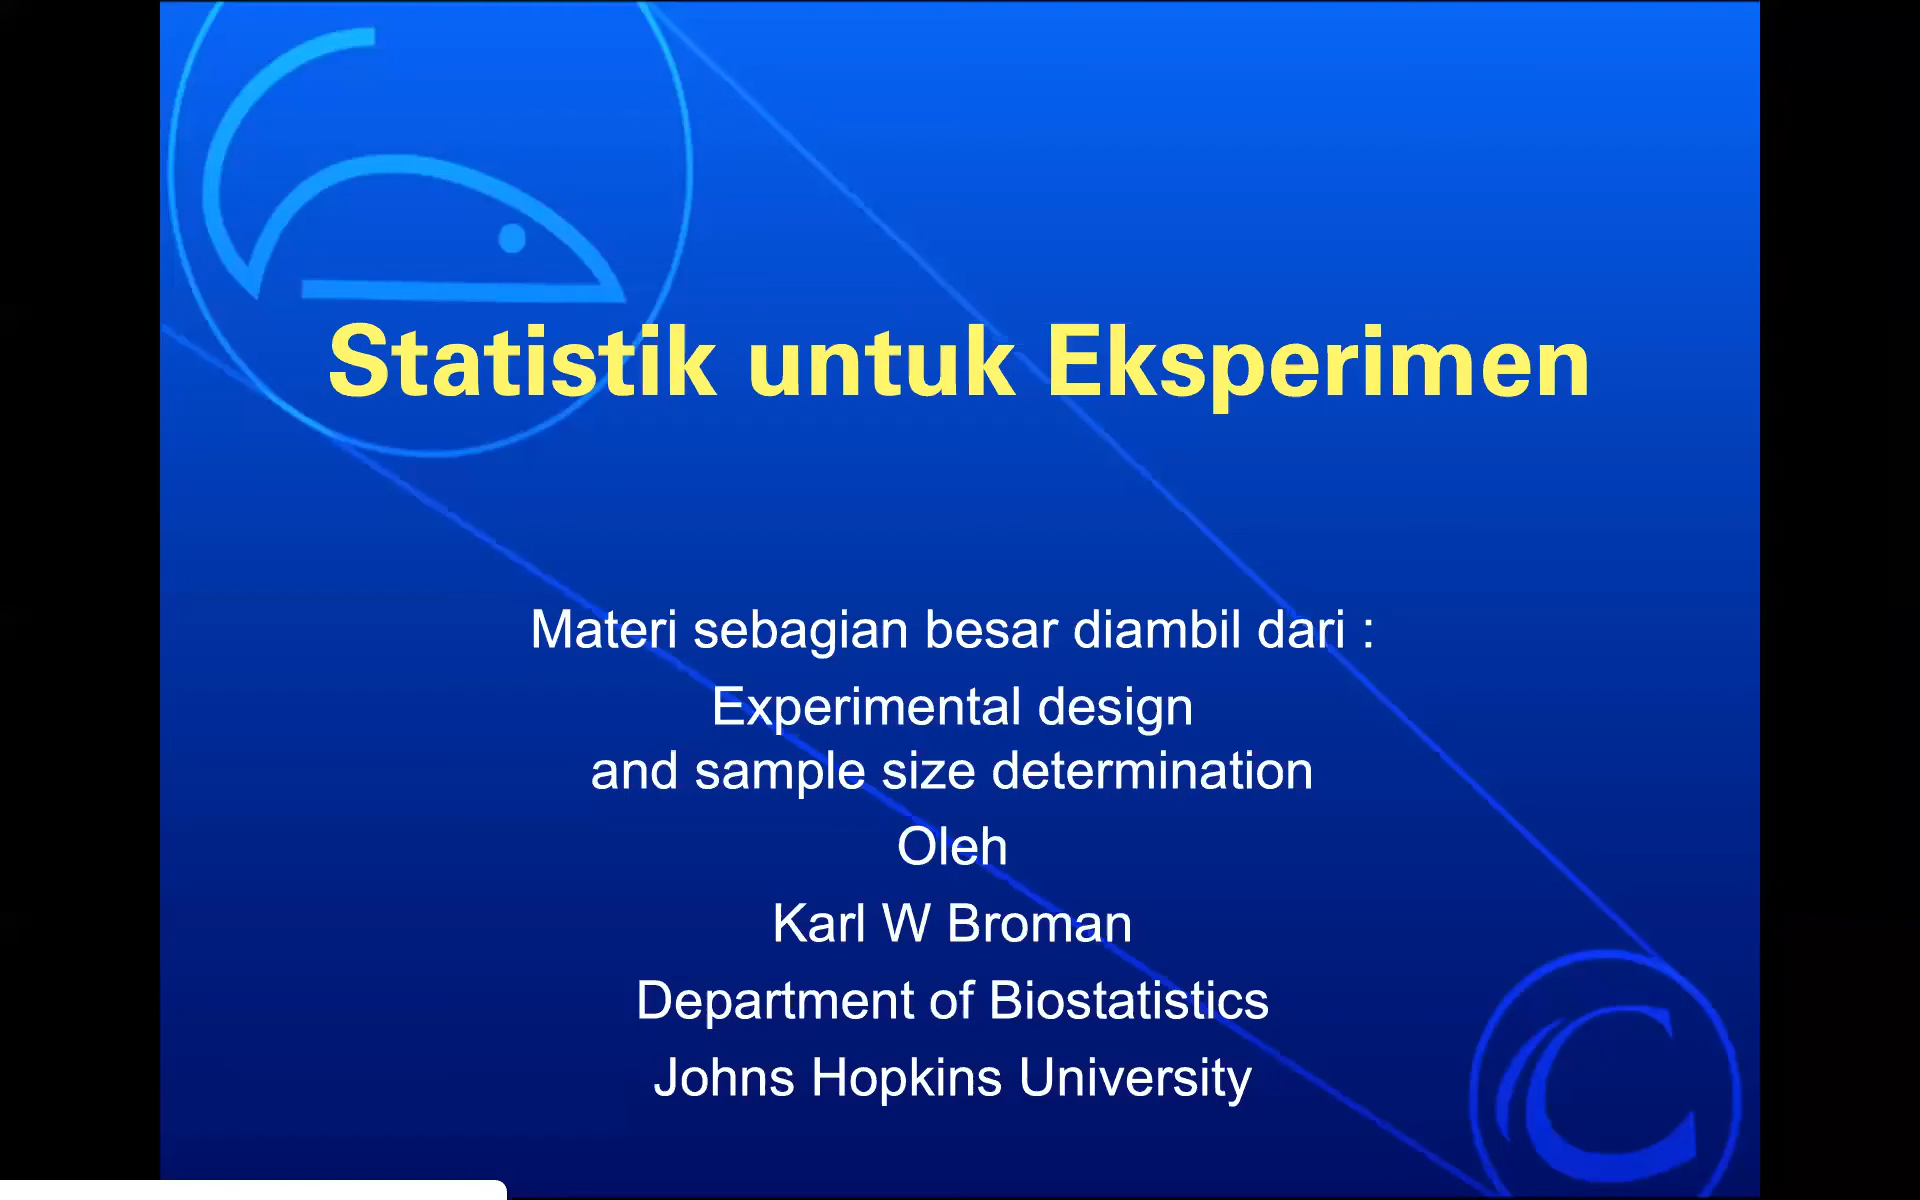 Statistik untuk Eksperimen
Materi sebagian besar diambil dari :
Experimental design
and sample size determination
Oleh
Karl W Broman
Department of Biostatistics
Johns Hopkins University